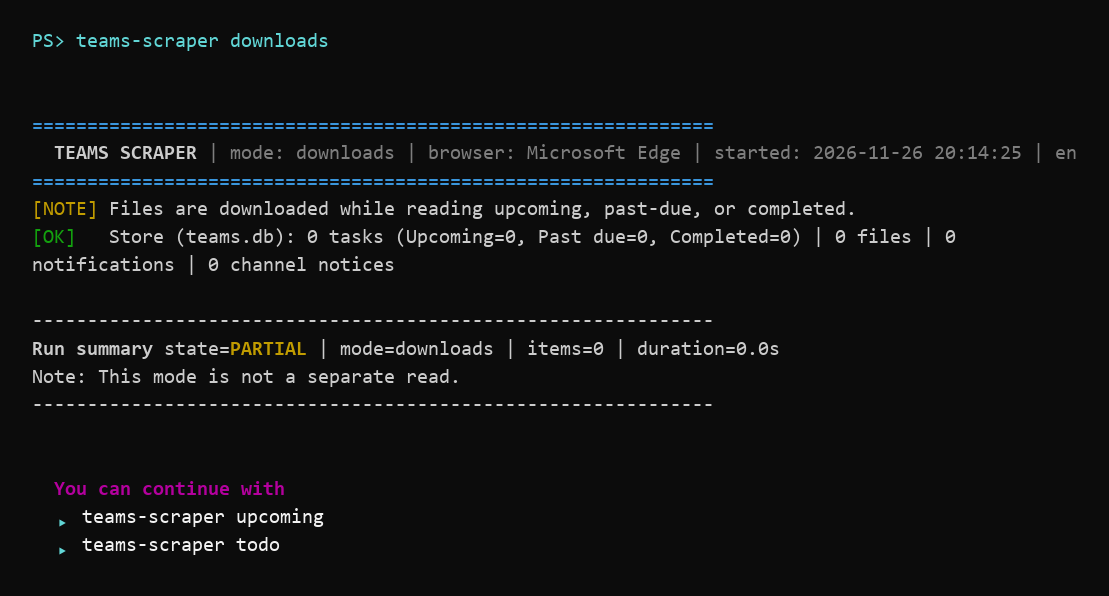 PS> teams-scraper downloads
==============================================================
TEAMS SCRAPER | mode: downloads | browser: Microsoft Edge | started: 2026-11-26 20:14:25 | en
==============================================================
[NOTE] Files are downloaded while reading upcoming, past-due, or completed.
[OK]   Store (teams.db): 0 tasks (Upcoming=0, Past due=0, Completed=0) | 0 files | 0
notifications | 0 channel notices
--------------------------------------------------------------
Run summary state=PARTIAL | mode=downloads | items=0 | duration=0.0s
Note: This mode is not a separate read.
--------------------------------------------------------------
You can continue with
▸ teams-scraper upcoming
▸ teams-scraper todo